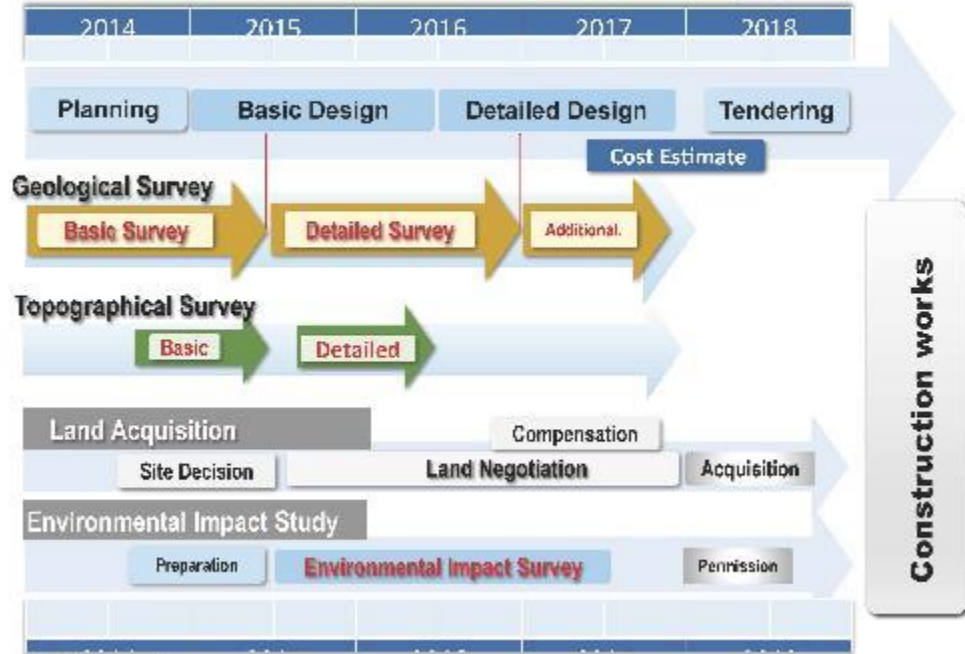 2014 2015 2016 2017 2018
Planning Basic Design Detailed Design Tendering
Cost Estimate
Geological Survey
Basic Survey Detailed Survey Additional.
Topographical Survey
Basic Detailed
Land Acquisition Compensation
Site Decision Land Negotiation Acquisition
Environmental Impact Study
Preparation Environmental Impact Survey Permission
Construction works